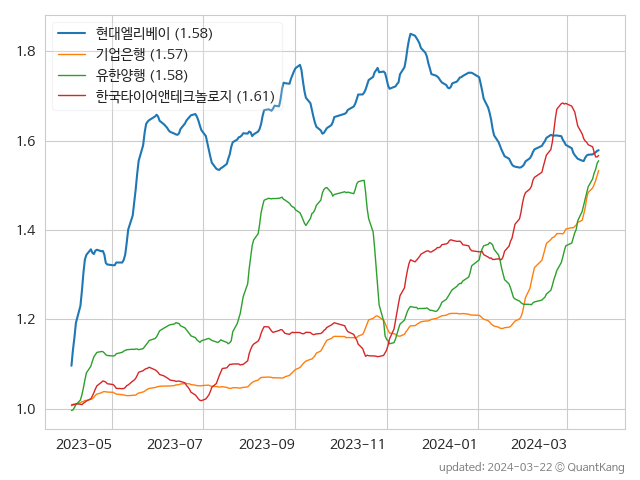 현대엘리베이 (1.58)
기업은행 (1.57)
유한양행 (1.58)
한국타이어앤테크놀로지 (1.61)
1.8
1.6
1.4
1.2
1.0
2023-05 2023-07 2023-09 2023-11 2024-01 2024-03
updated: 2024-03-22 © QuantKang